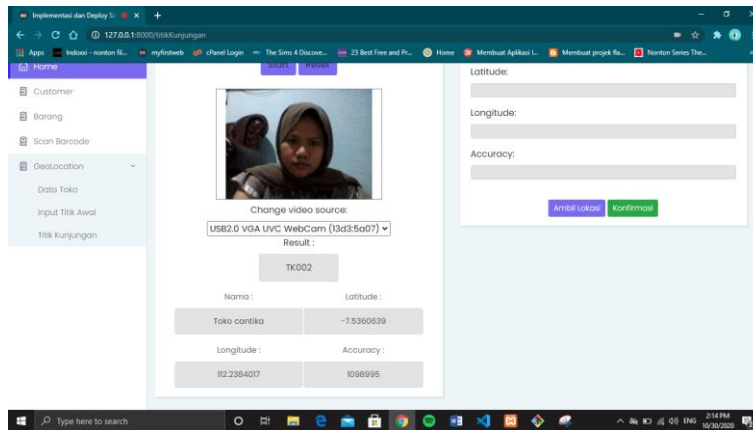 Implementasi dan Deploy Si
127.0.0.1:8000/titikKunjungan
Apps
Indoxxi - nonton fil...
myfirstweb
cPanel Login
The Sims 4 Discove...
23 Best Free and Pr...
Home
Membuat Aplikasi L...
Membuat projek fla...
Nonton Series The...
Home
Customer
Barang
Scan Barcode
GeoLocation
Data Toko
Input Titik Awal
Titik Kunjungan
Start Reset
Change video source:
USB2.0 VGA UVC WebCam (13d3:5a07)
Result :
TK002
Nama : Latitude :
Toko cantika -7.5360639
Longitude : Accuracy :
112.2384017 1098995
Latitude:
Longitude:
Accuracy:
Ambil Lokasi Konfirmasi
Type here to search
ENG
2:14 PM
10/30/2020